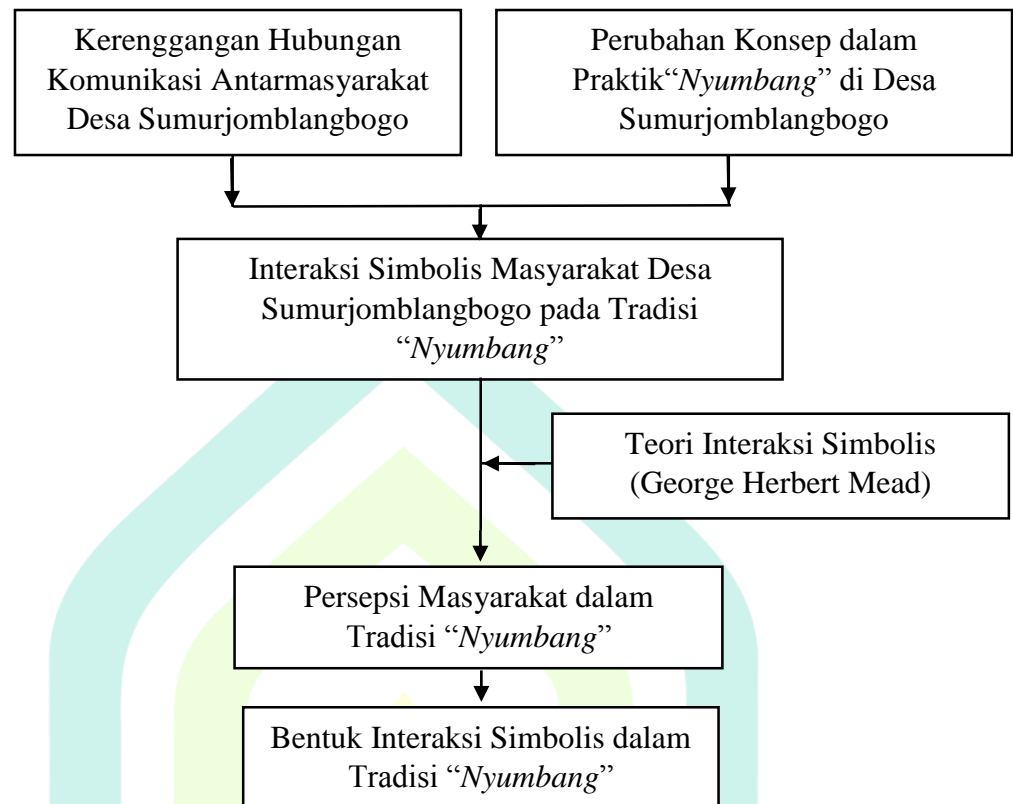 Kerenggangan Hubungan
Komunikasi Antarmasyarakat
Desa Sumurjomblangbogo
Perubahan Konsep dalam
Praktik“Nyumbang” di Desa
Sumurjomblangbogo
Interaksi Simbolis Masyarakat Desa
Sumurjomblangbogo pada Tradisi
“Nyumbang”
Teori Interaksi Simbolis
(George Herbert Mead)
Persepsi Masyarakat dalam
Tradisi “Nyumbang”
Bentuk Interaksi Simbolis dalam
Tradisi “Nyumbang”